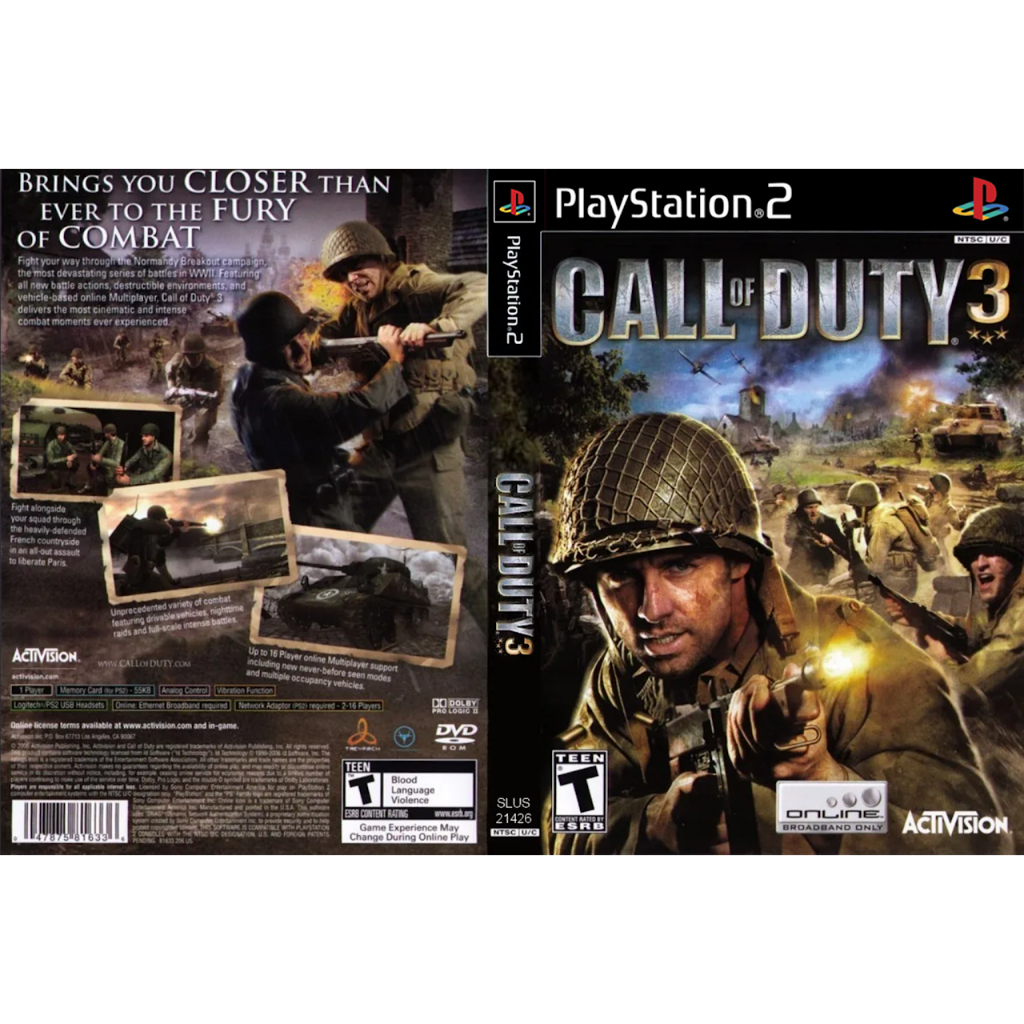 BRINGS YOU CLOSER THAN
EVER TO THE FURY
OF COMBAT
Fight your way through the Normandy Breakout campaign,
the most devastating series of battles in WWII. Featuring
all new battle actions, destructible environments, and
vehicle-based online Multiplayer, Call of Duty® 3
delivers the most cinematic and intense
combat moments ever experienced.
Fight alongside
your squad through
the heavily-defended
French countryside
in an all-out assault
to liberate Paris.
Unprecedented variety of combat
featuring drivable vehicles, nighttime
raids and full-scale intense battles.
Up to 16 Player online Multiplayer support
including new never-before seen modes
and multiple occupancy vehicles.
ACTIVISION.
activision.com
WWW.CALLOFDUTY.COM
1 Player
Memory Card (for PS2) - 55KB
Analog Control
Vibration Function
Logitech/PS2 USB Headsets
Online: Ethernet Broadband required
Network Adaptor (PS2) required - 2-16 Players
DOLBY
PRO LOGIC II
Online license terms available at www.activision.com and in-game.
TREYARCH
DVD
ROM
TEEN
T
Blood
Language
Violence
ESRB CONTENT RATING www.esrb.org
Game Experience May
Change During Online Play
47875 81633
PlayStation.2
CALL OF DUTY 3
SLUS
21426
NTSC U/C
PlayStation®2
NTSC U/C
CALL OF DUTY 3
®
TEEN
T
CONTENT RATED BY
ESRB
ONLINE
BROADBAND ONLY
ACTIVISION